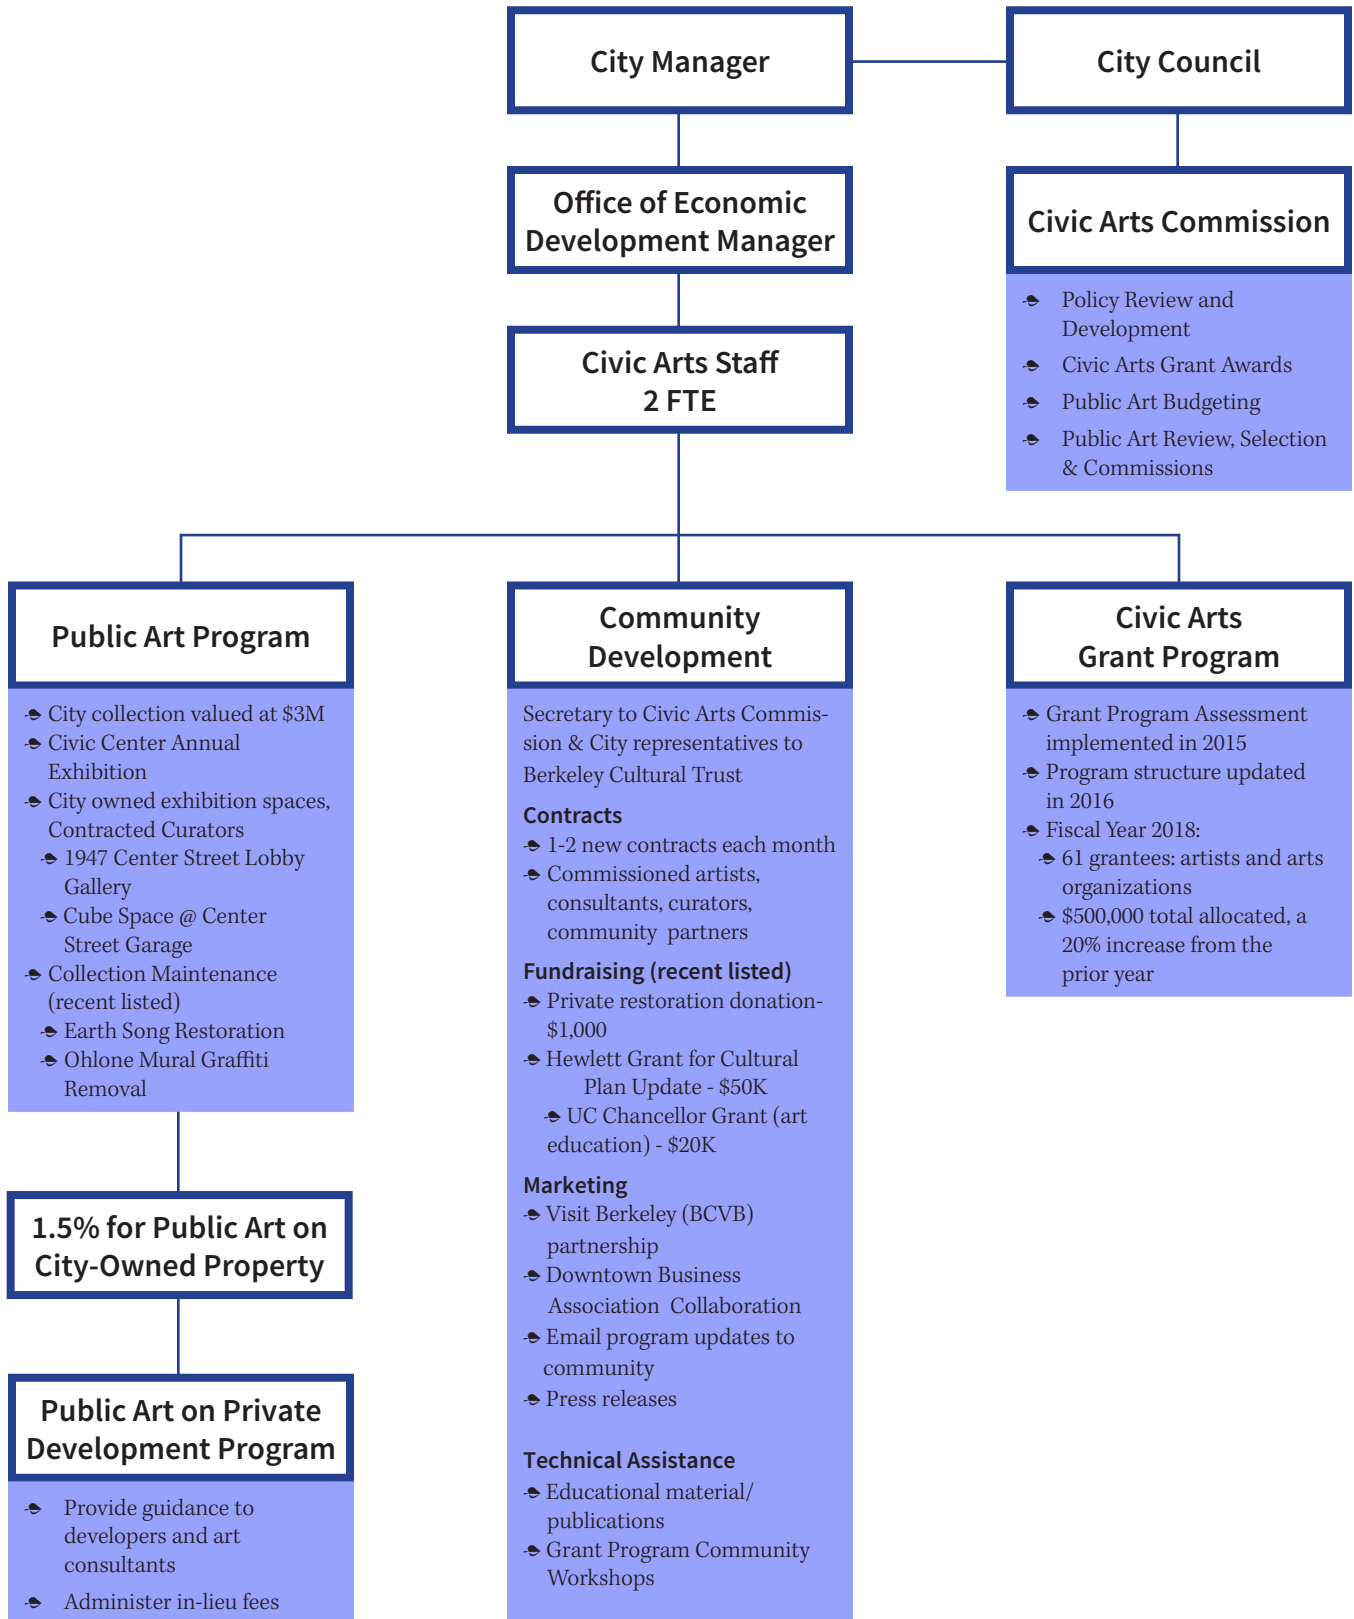 City Manager
City Council
Office of Economic
Development Manager
Civic Arts Commission
Policy Review and
Development
Civic Arts Grant Awards
Public Art Budgeting
Public Art Review, Selection
& Commissions
Civic Arts Staff
2 FTE
Public Art Program
City collection valued at $3M
Civic Center Annual
Exhibition
City owned exhibition spaces,
Contracted Curators
1947 Center Street Lobby
Gallery
Cube Space @ Center
Street Garage
Collection Maintenance
(recent listed)
Earth Song Restoration
Ohlone Mural Graffiti
Removal
1.5% for Public Art on
City-Owned Property
Public Art on Private
Development Program
Provide guidance to
developers and art
consultants
Administer in-lieu fees
Community
Development
Secretary to Civic Arts Commis-
sion & City representatives to
Berkeley Cultural Trust
Contracts
1-2 new contracts each month
Commissioned artists,
consultants, curators,
community partners
Fundraising (recent listed)
Private restoration donation-
$1,000
Hewlett Grant for Cultural
Plan Update - $50K
UC Chancellor Grant (art
education) - $20K
Marketing
Visit Berkeley (BCVB)
partnership
Downtown Business
Association Collaboration
Email program updates to
community
Press releases
Technical Assistance
Educational material/
publications
Grant Program Community
Workshops
Civic Arts
Grant Program
Grant Program Assessment
implemented in 2015
Program structure updated
in 2016
Fiscal Year 2018:
61 grantees: artists and arts
organizations
$500,000 total allocated, a
20% increase from the
prior year